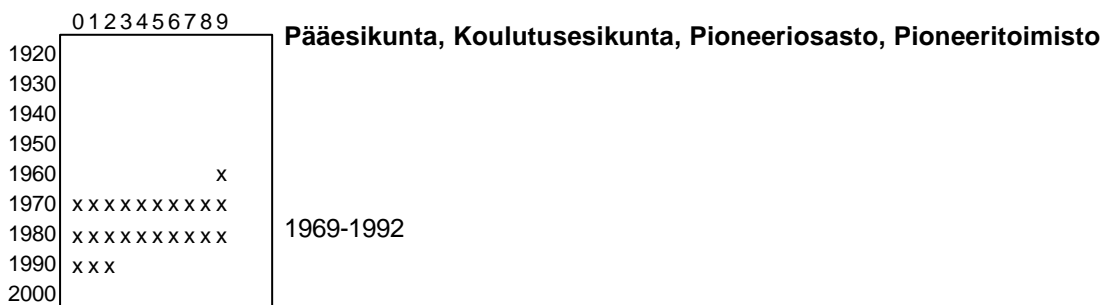 0123456789
Pääesikunta, Koulutusesikunta, Pioneeriosasto, Pioneeritoimisto
1920
1930
1940
1950
1960 x
1970 xxxxxxxxxx
1980 xxxxxxxxxx 1969-1992
1990 xxx
2000